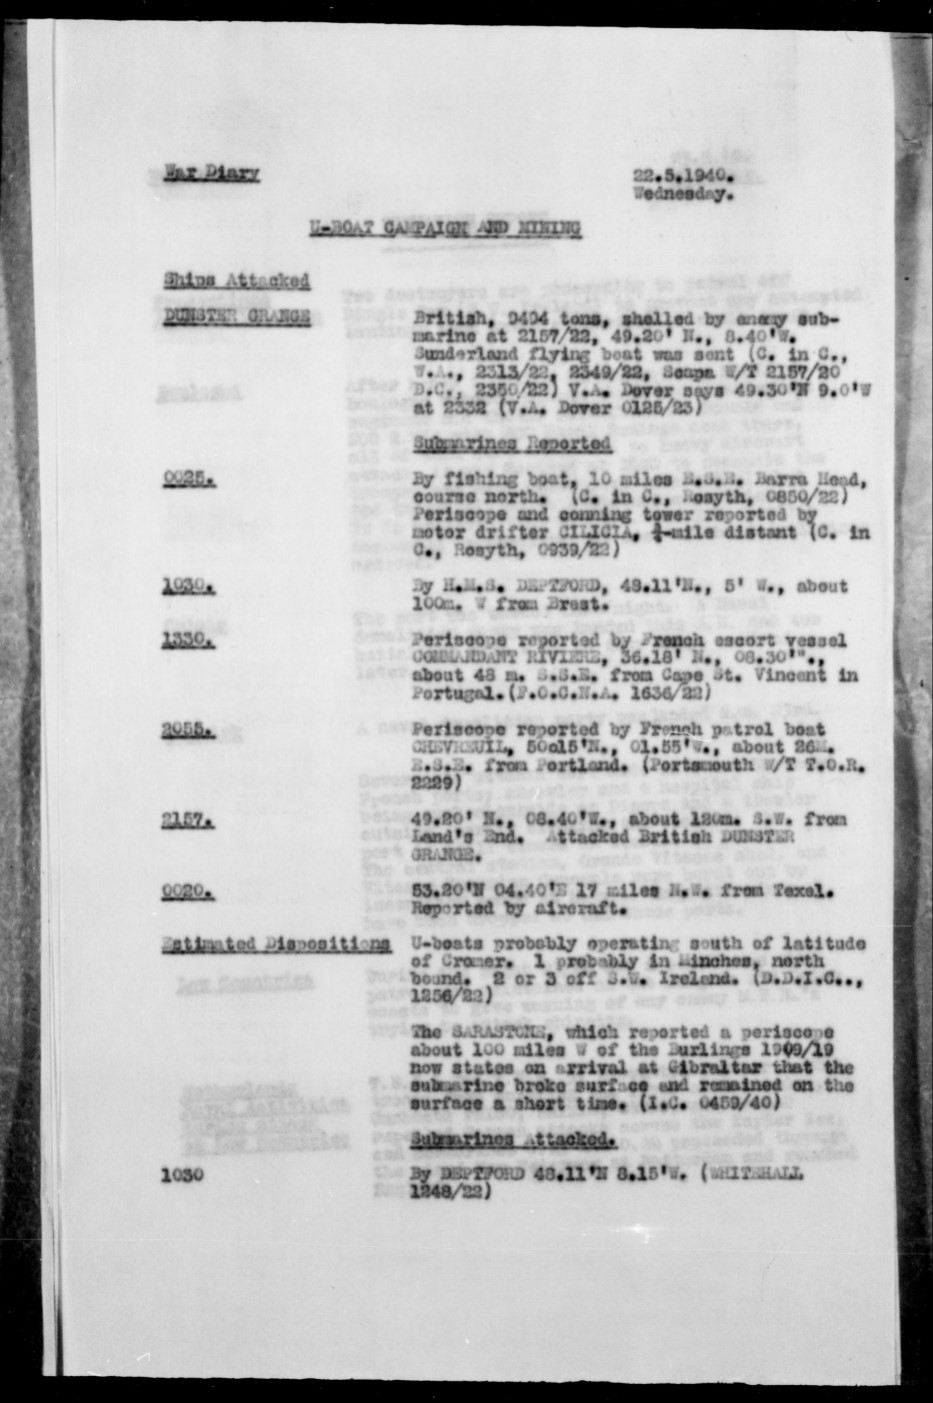 War Diary
22.5.1940.
Wednesday.
U-BOAT CAMPAIGN AND MINING
Ships Attacked
DUNSTER GRANGE
British, 9494 tons, shelled by enemy sub-
marine at 2157/22, 49.20' N., 8.40'W.
Sunderland flying boat was sent (C. in C.,
W.A., 2313/22, 2349/22, Scapa W/T 2157/20
D.C., 2350/22) V.A. Dover says 49.30'N 9.0'W
at 2332 (V.A. Dover 0125/23)
Submarines Reported
0025.
By fishing boat, 10 miles E.S.E. Barra Head,
course north. (C. in C., Rosyth, 0850/22)
Periscope and conning tower reported by
motor drifter CILICIA, ¾-mile distant (C. in
C., Rosyth, 0939/22)
1030.
By H.M.S. DEPTFORD, 48.11'N., 5' W., about
100m. W from Brest.
1330.
Periscope reported by French escort vessel
COMMANDANT RIVIERE, 36.18' N., 08.30'W.,
about 48 m. S.S.E. from Cape St. Vincent in
Portugal.(F.O.C.N.A. 1636/22)
2055.
Periscope reported by French patrol boat
CHEVREUIL, 50o15'N., 01.55'W., about 26M.
E.S.E. from Portland. (Portsmouth W/T T.O.R.
2229)
2157.
49.20' N., 08.40'W., about 120m. S.W. from
Land's End. Attacked British DUNSTER
GRANGE.
0020.
53.20'N 04.40'E 17 miles N.W. from Texel.
Reported by aircraft.
Estimated Dispositions
U-boats probably operating south of latitude
of Cromer. 1 probably in Minches, north
bound. 2 or 3 off S.W. Ireland. (D.D.I.C..,
1256/22)
The SARASTONE, which reported a periscope
about 100 miles W of the Burlings 1909/19
now states on arrival at Gibraltar that the
submarine broke surface and remained on the
surface a short time. (I.C. 0459/40)
Submarines Attacked.
1030
By DEPTFORD 48.11'N 8.15'W. (WHITEHALL
1248/22)